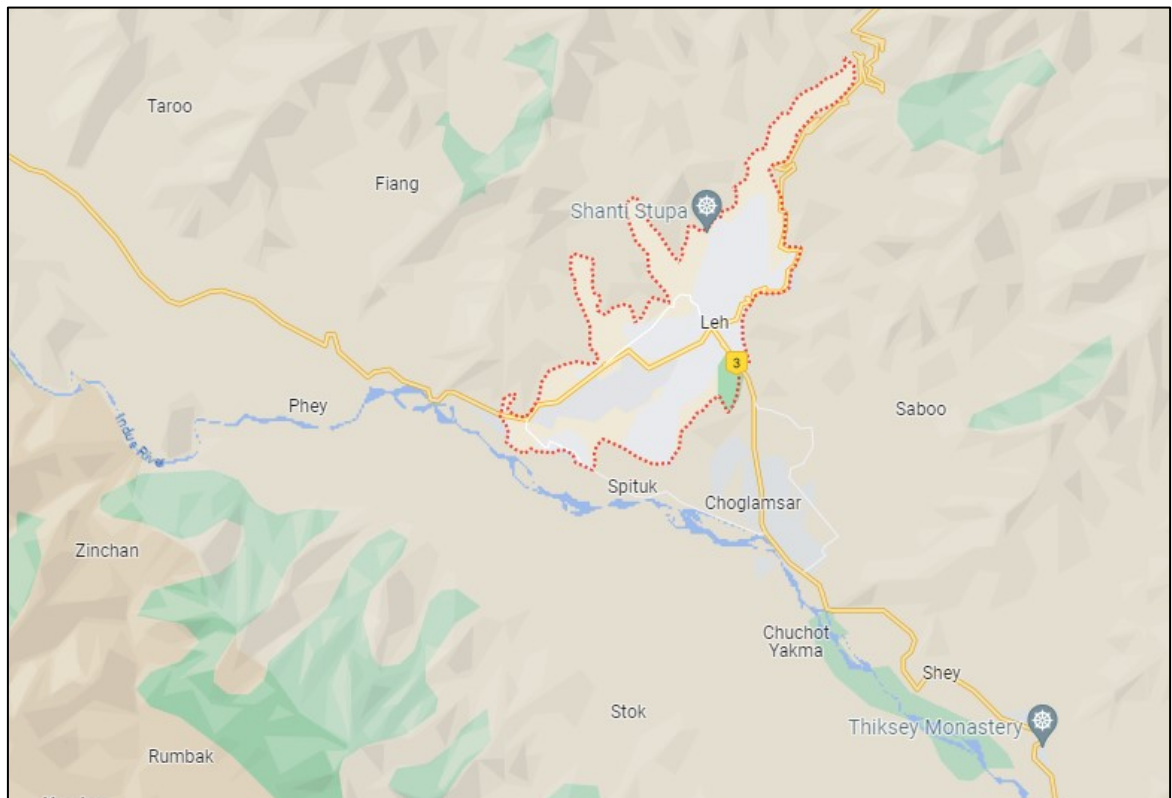 Taroo
Fiang
Shanti Stupa
Leh
3
Saboo
Phey
Indus River
Spituk
Choglamsar
Zinchan
Chuchot
Yakma
Shey
Stok
Thiksey Monastery
Rumbak